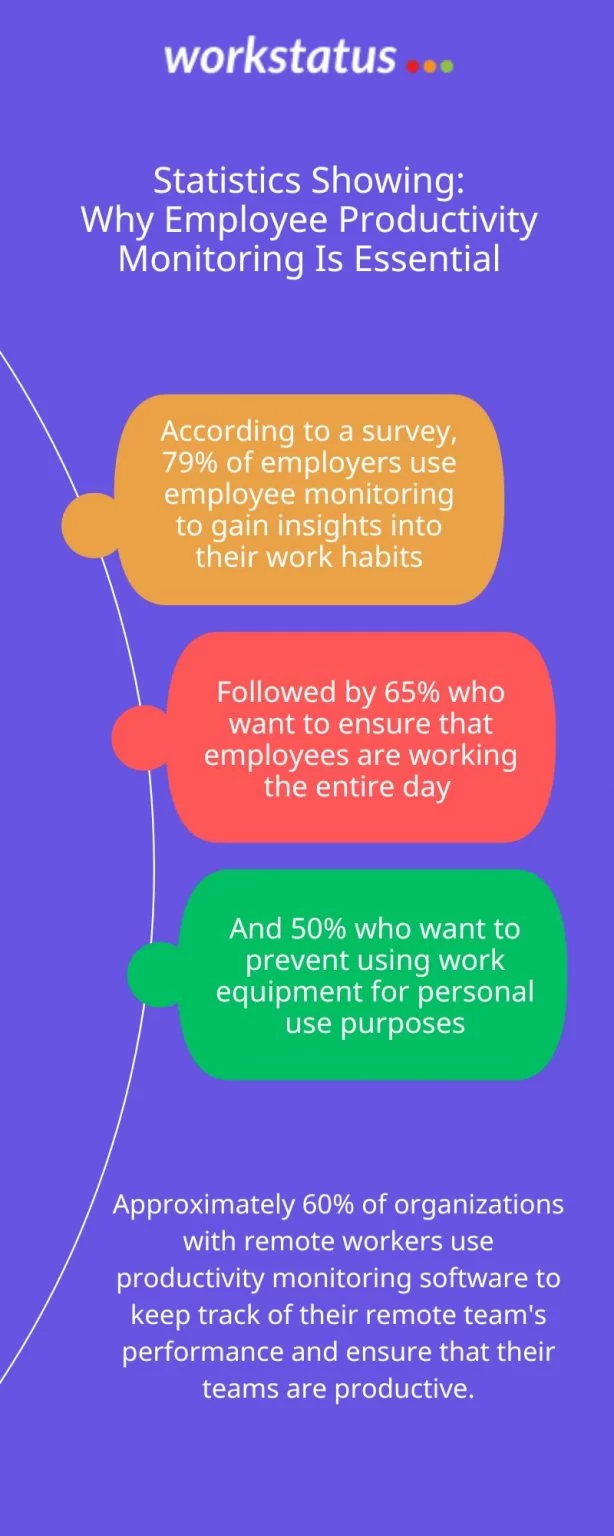 workstatus
Statistics Showing:
Why Employee Productivity
Monitoring Is Essential
According to a survey,
79% of employers use
employee monitoring
to gain insights into
their work habits
Followed by 65% who
want to ensure that
employees are working
the entire day
And 50% who want to
prevent using work
equipment for personal
use purposes
Approximately 60% of organizations
with remote workers use
productivity monitoring software to
keep track of their remote team's
performance and ensure that their
teams are productive.